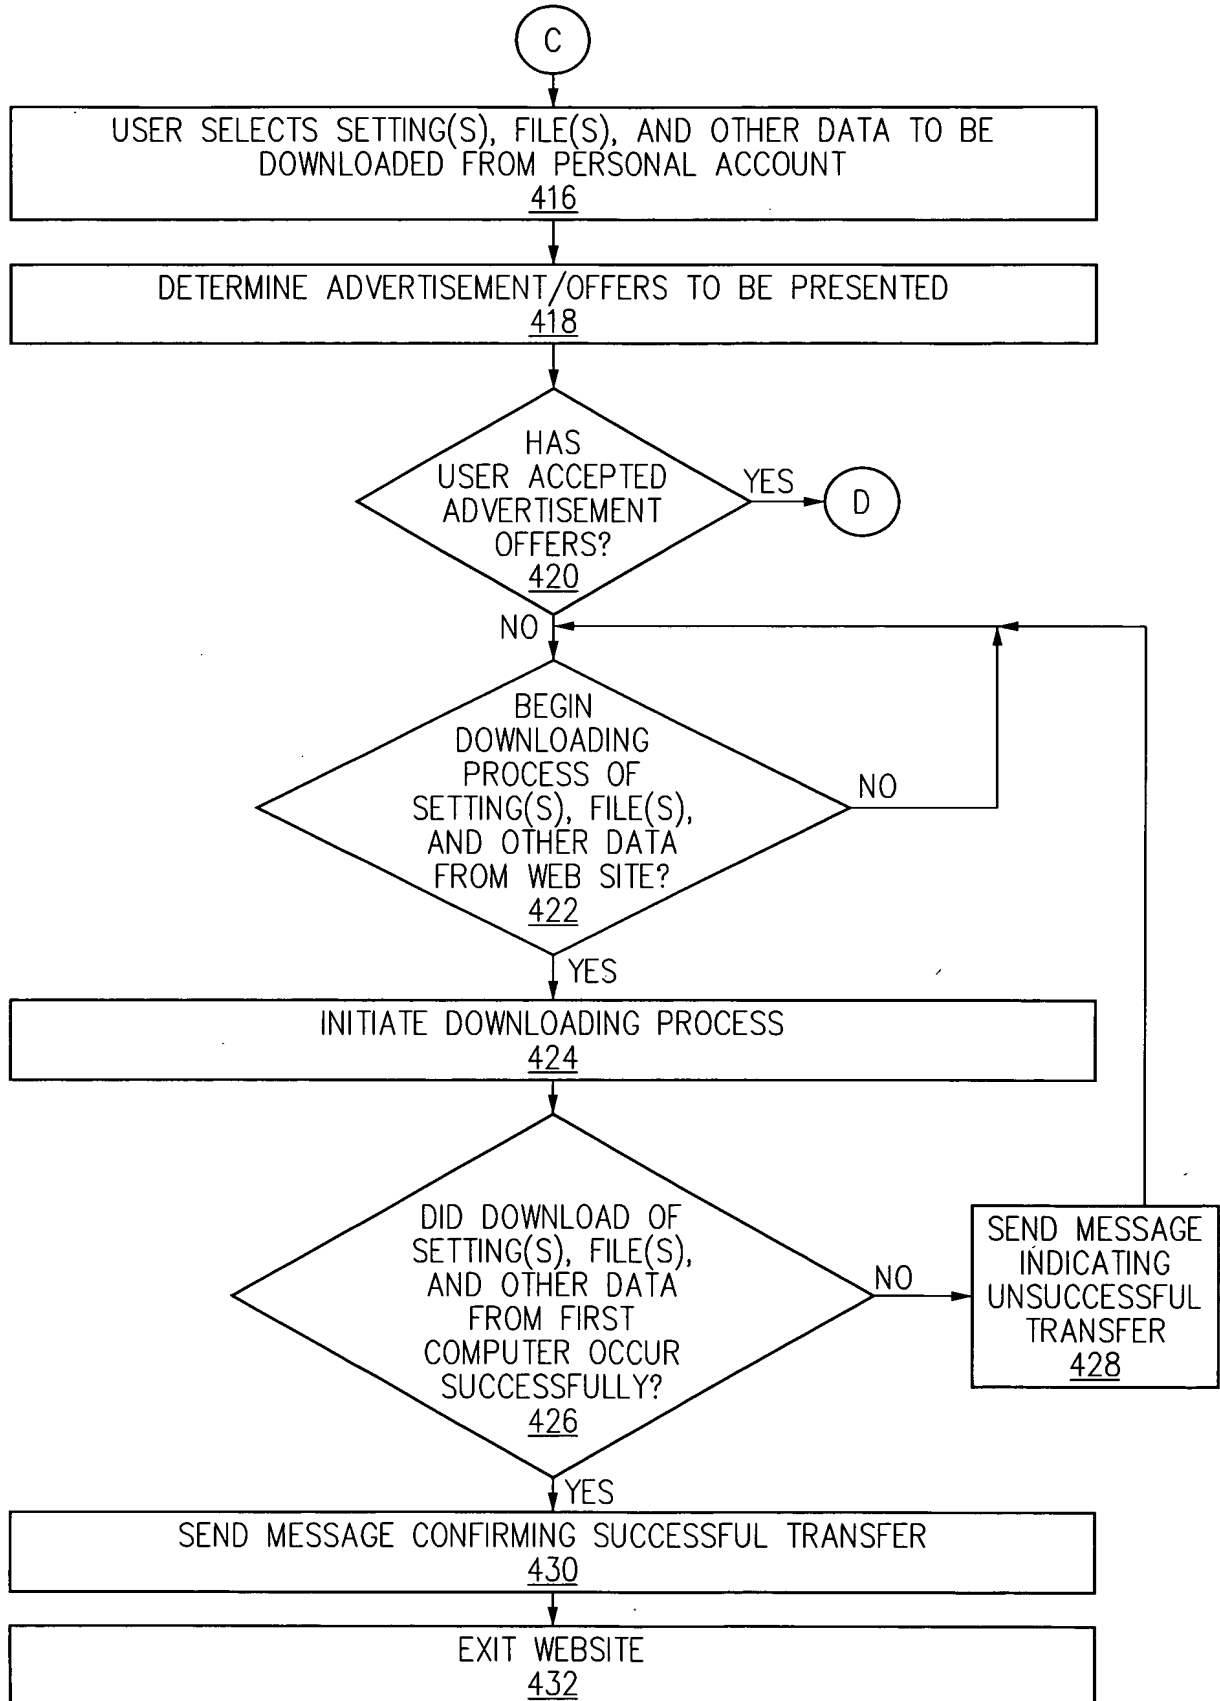 C
USER SELECTS SETTING(S), FILE(S), AND OTHER DATA TO BE
DOWNLOADED FROM PERSONAL ACCOUNT
416
DETERMINE ADVERTISEMENT/OFFERS TO BE PRESENTED
418
HAS
USER ACCEPTED
ADVERTISEMENT
OFFERS?
420
YES
D
NO
BEGIN
DOWNLOADING
PROCESS OF
SETTING(S), FILE(S),
AND OTHER DATA
FROM WEB SITE?
422
NO
YES
INITIATE DOWNLOADING PROCESS
424
DID DOWNLOAD OF
SETTING(S), FILE(S),
AND OTHER DATA
FROM FIRST
COMPUTER OCCUR
SUCCESSFULLY?
426
NO
SEND MESSAGE
INDICATING
UNSUCCESSFUL
TRANSFER
428
YES
SEND MESSAGE CONFIRMING SUCCESSFUL TRANSFER
430
EXIT WEBSITE
432